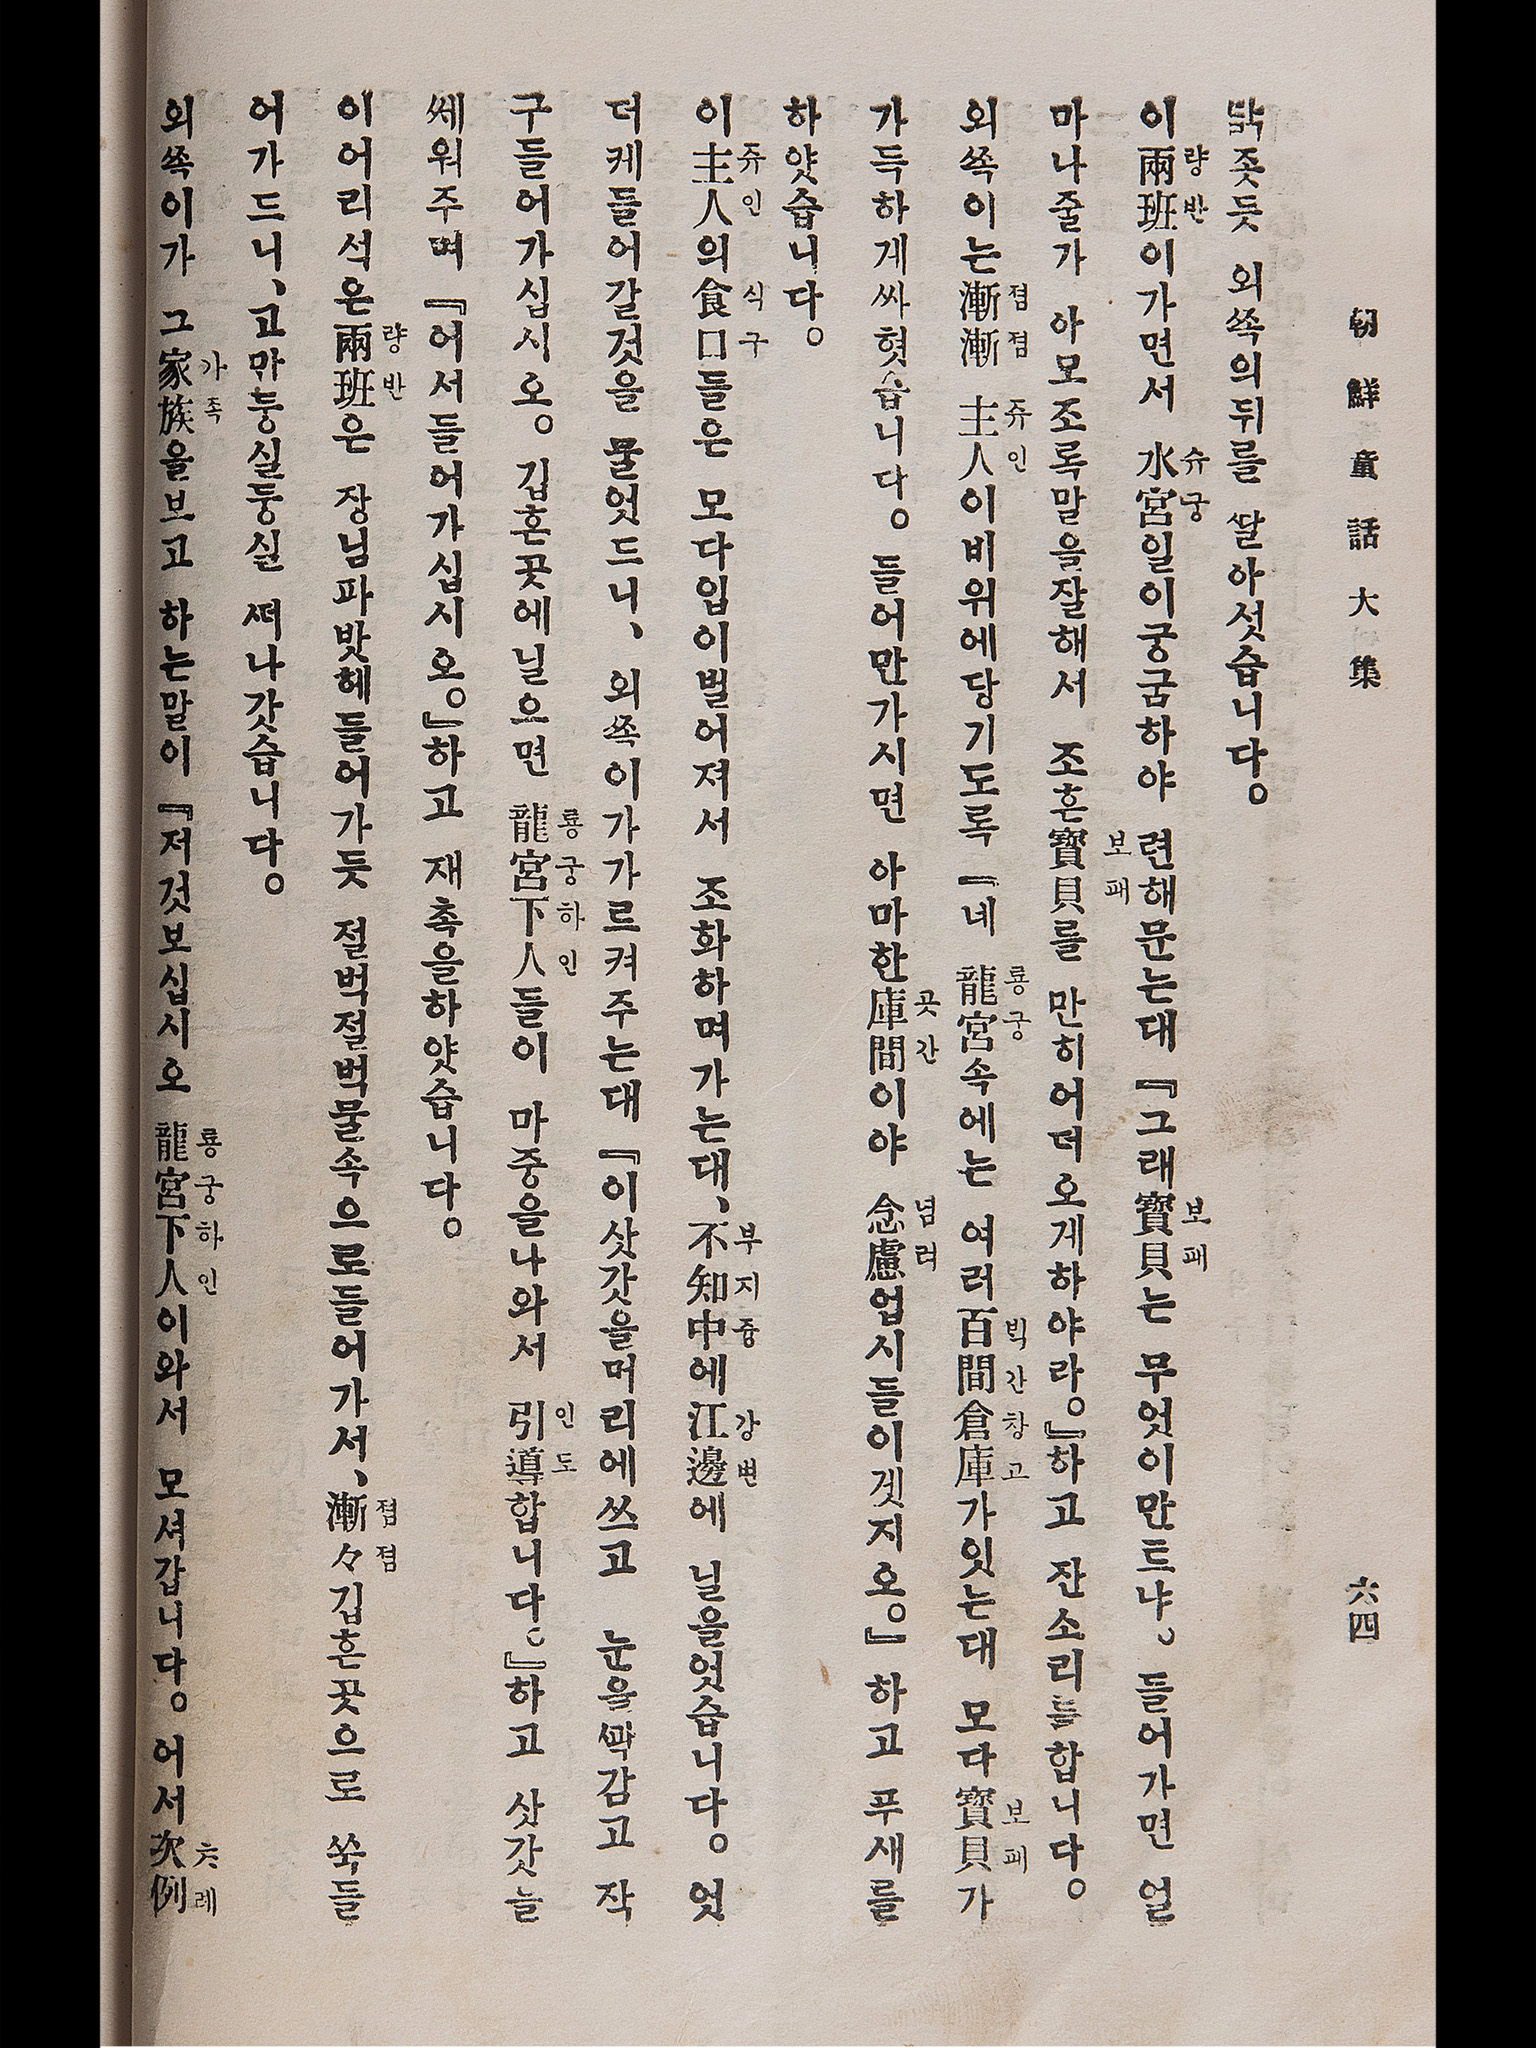 朝鮮童話大集
六四
닭좃듯 외쪽의뒤를 딸아섯습니다。
이兩班이가면서 水宮일이궁굼하야 련해문는대 『그래寶貝는 무엇이만트냐。 들어가면 얼
마나줄가 아모조록말을잘해서 조흔寶貝를 만히어더오게하야라。』하고 잔소리를합니다。
외쪽이는漸漸 主人이비위에당기도록 『녜 龍宮속에는 여러百間倉庫가잇는대 모다寶貝가
가득하게싸혓습니다。 들어만가시면 아마한庫間이야 念慮업시들이겟지오。』 하고 푸새를
하얏습니다。
이主人의食口들은 모다입이벌어져서 조화하며가는대、不知中에江邊에 닐을엇습니다。 엇
더케들어갈것을 물엇드니、 외쪽이가가르켜주는대 『이삿갓을머리에쓰고 눈을싹감고 작
구들어가십시오。 깁흔곳에닐으면 龍宮下人들이 마중을나와서 引導합니다。』하고 삿갓늘
쎄워주며 『어서들어가십시오。』하고 재촉을하얏습니다。
이어리석은兩班은 장님파밧헤들어가듯 절벅절벅물속으로들어가서、漸々깁흔곳으로 쑥들
어가드니、고만둥실둥실 떠나갓습니다。
외쪽이가 그家族을보고 하는말이 『저것보십시오 龍宮下人이와서 모셔갑니다。 어서次例